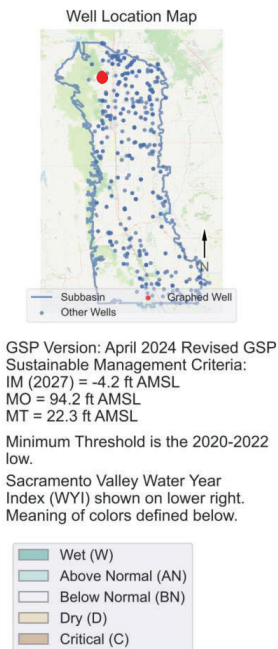 Well Location Map
N
Subbasin
Graphed Well
Other Wells
GSP Version: April 2024 Revised GSP
Sustainable Management Criteria:
IM (2027) = -4.2 ft AMSL
MO = 94.2 ft AMSL
MT = 22.3 ft AMSL
Minimum Threshold is the 2020-2022
low.
Sacramento Valley Water Year
Index (WYI) shown on lower right.
Meaning of colors defined below.
Wet (W)
Above Normal (AN)
Below Normal (BN)
Dry (D)
Critical (C)